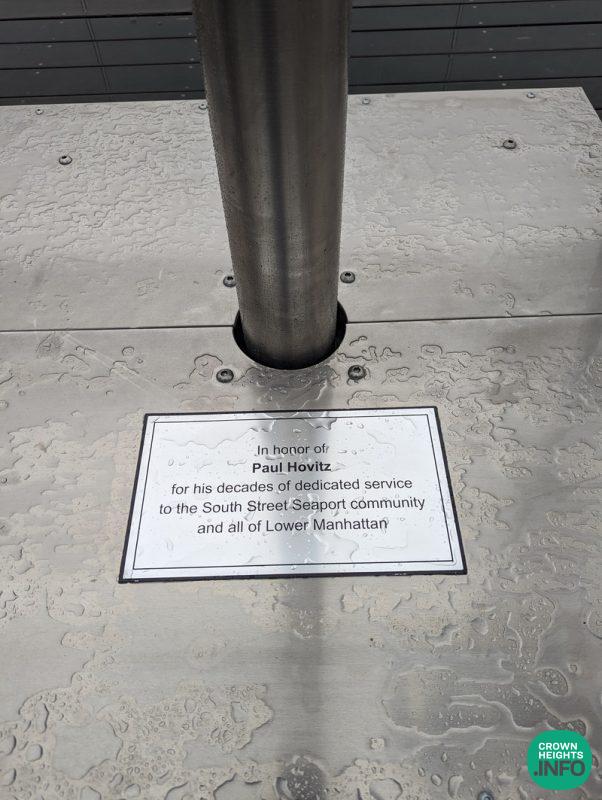 In honor of
Paul Hovitz
for his decades of dedicated service
to the South Street Seaport community
and all of Lower Manhattan
CROWN
HEIGHTS
.INFO